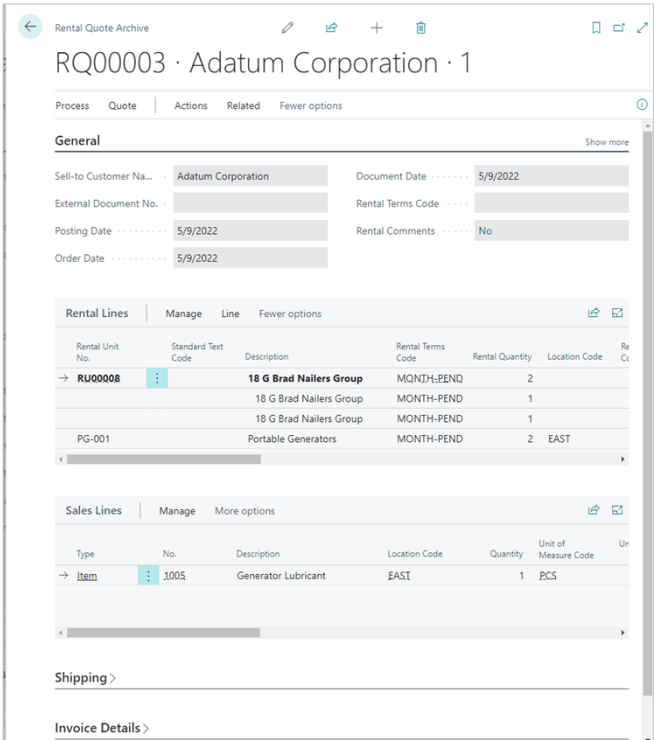 Rental Quote Archive
RQ00003 · Adatum Corporation · 1
Process Quote Actions Related Fewer options
General Show more
Sell-to Customer Na... Adatum Corporation Document Date 5/9/2022
External Document No. Rental Terms Code
Posting Date 5/9/2022 Rental Comments No
Order Date 5/9/2022
Rental Lines Manage Line Fewer options
Rental Unit No. Standard Text Code Description Rental Terms Code Rental Quantity Location Code Re Co
RU00008 18 G Brad Nailers Group MONTH-PEND 2
18 G Brad Nailers Group MONTH-PEND 1
18 G Brad Nailers Group MONTH-PEND 1
PG-001 Portable Generators MONTH-PEND 2 EAST
Sales Lines Manage More options
Type No. Description Location Code Quantity Unit of Measure Code Un
Item 1005 Generator Lubricant EAST 1 PCS
Shipping >
Invoice Details >